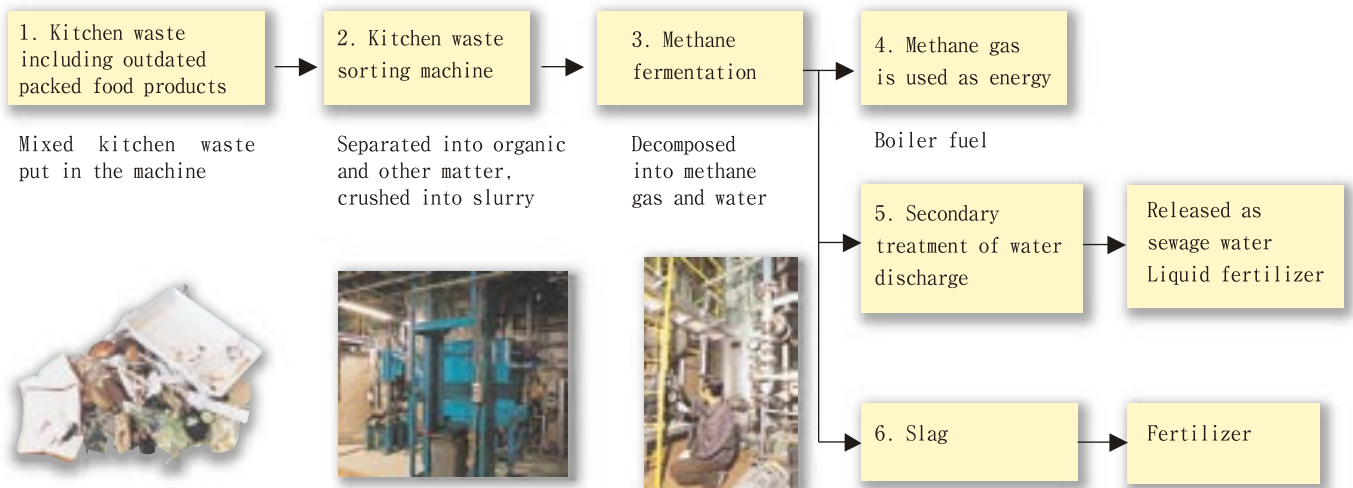 1. Kitchen waste
including outdated
packed food products
Mixed kitchen waste
put in the machine
2. Kitchen waste
sorting machine
Separated into organic
and other matter,
crushed into slurry
3. Methane
fermentation
Decomposed
into methane
gas and water
4. Methane gas
is used as energy
Boiler fuel
5. Secondary
treatment of water
discharge
Released as
sewage water
Liquid fertilizer
6. Slag
Fertilizer